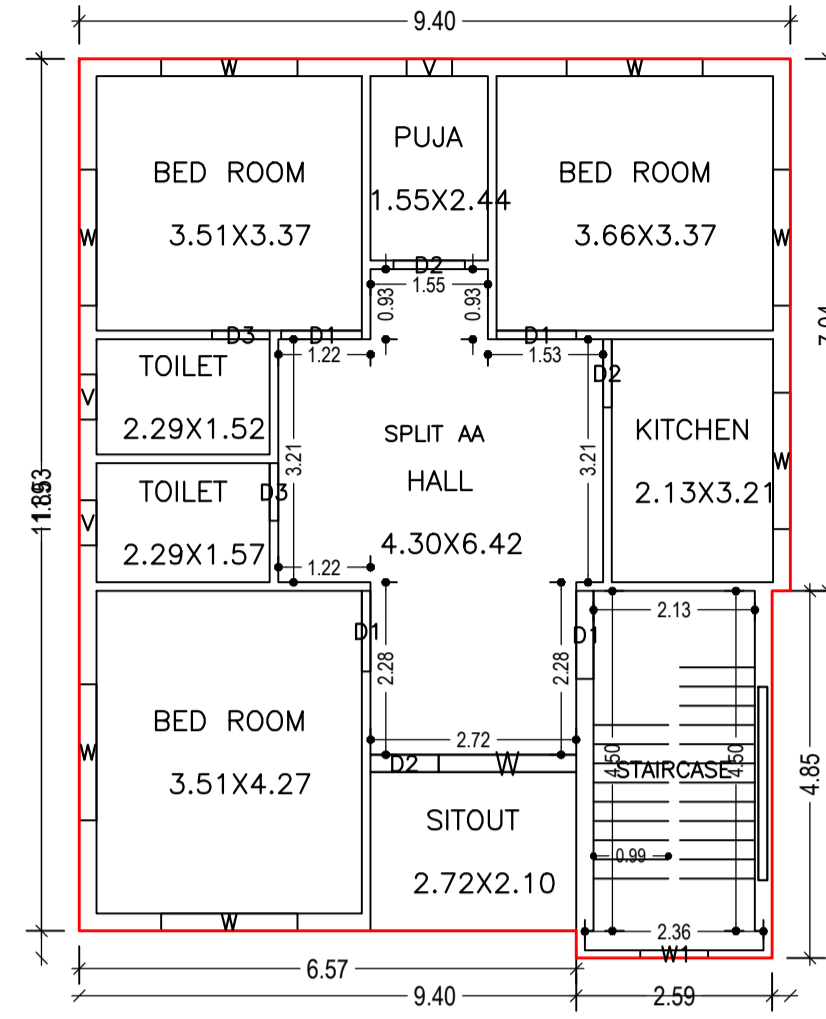 9.40
W
V
W
BED ROOM
3.51X3.37
PUJA
1.55X2.44
BED ROOM
3.66X3.37
W
W
D2
1.55
0.93
0.93
D3
D1
D1
1.22
1.53
TOILET
2.29X1.52
V
D2
3.21
3.21
SPLIT AA
HALL
4.30X6.42
KITCHEN
2.13X3.21
W
TOILET
2.29X1.57
V
D3
1.22
D1
D1
2.28
2.28
2.13
BED ROOM
3.51X4.27
W
2.72
D2
W
SITOUT
2.72X2.10
STAIRCASE
4.50
4.50
0.99
4.85
W
2.36
W1
6.57
9.40
2.59